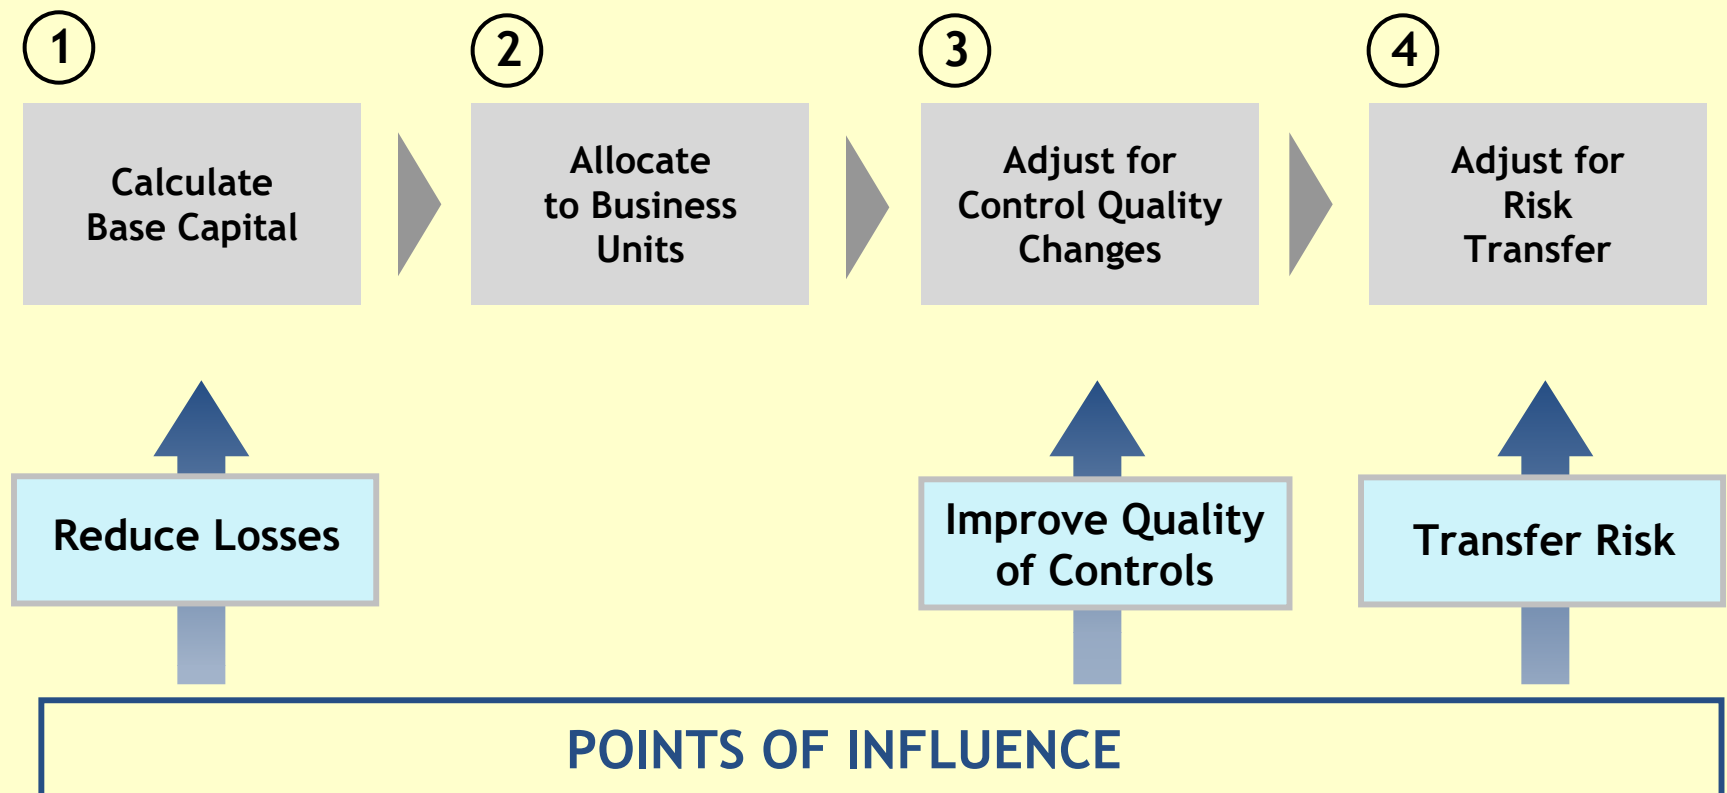 1
Calculate
Base Capital
2
Allocate
to Business
Units
3
Adjust for
Control Quality
Changes
4
Adjust for
Risk
Transfer
Reduce Losses
Improve Quality
of Controls
Transfer Risk
POINTS OF INFLUENCE